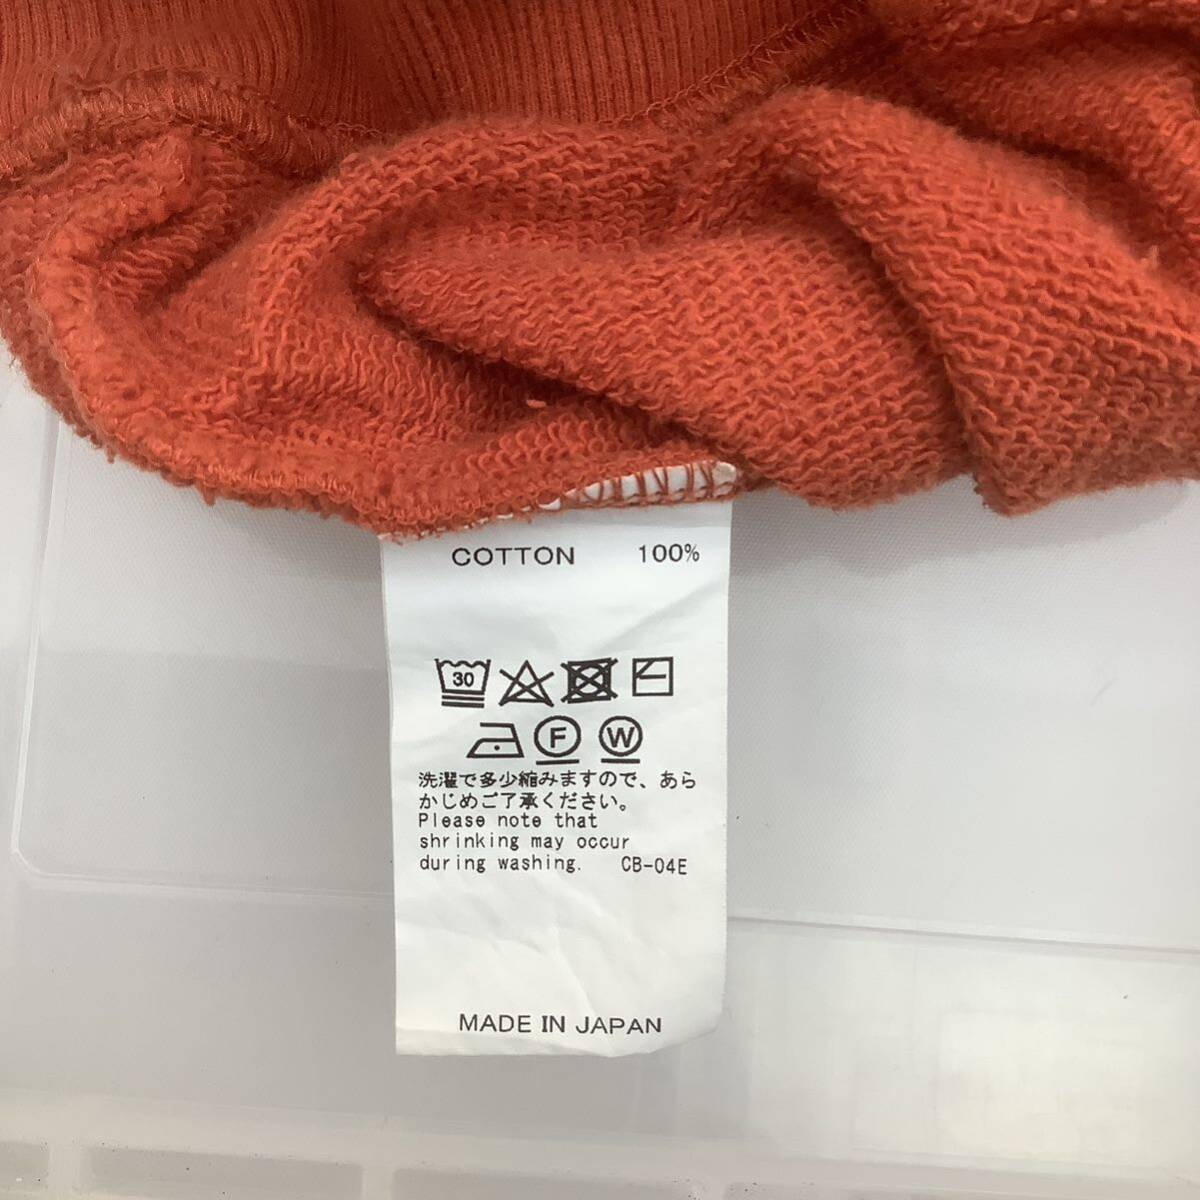 COTTON 100%
30
F W
洗濯で多少縮みますので、あら
かじめご了承ください。
Please note that
shrinking may occur
during washing. CB-04E
MADE IN JAPAN